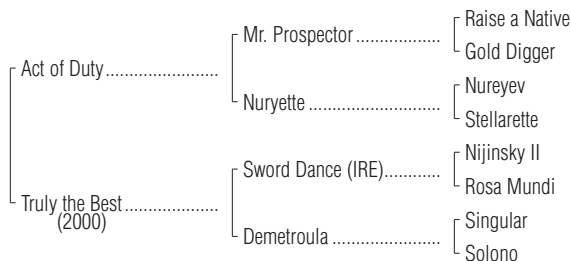 Raise a Native
Mr. Prospector ..................
Gold Digger
Act of Duty........................
Nureyev
Nuryette ............................
Stellarette
Nijinsky II
Sword Dance (IRE)............
Rosa Mundi
Truly the Best....................
(2000)
Singular
Demetroula .......................
Solono